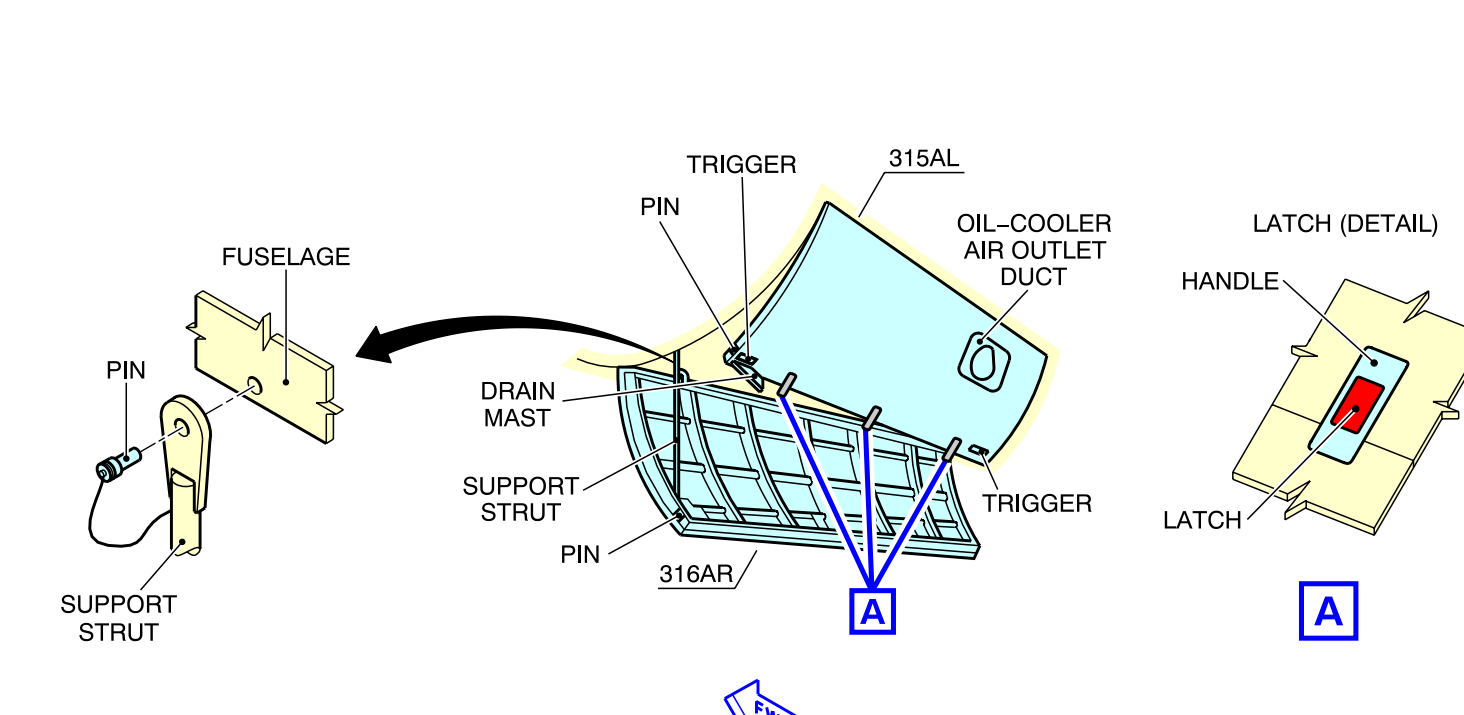 TRIGGER
315AL
PIN
OIL–COOLER
AIR OUTLET
DUCT
LATCH (DETAIL)
FUSELAGE
HANDLE
PIN
DRAIN
MAST
SUPPORT
STRUT
TRIGGER
LATCH
PIN
316AR
SUPPORT
STRUT
A
A